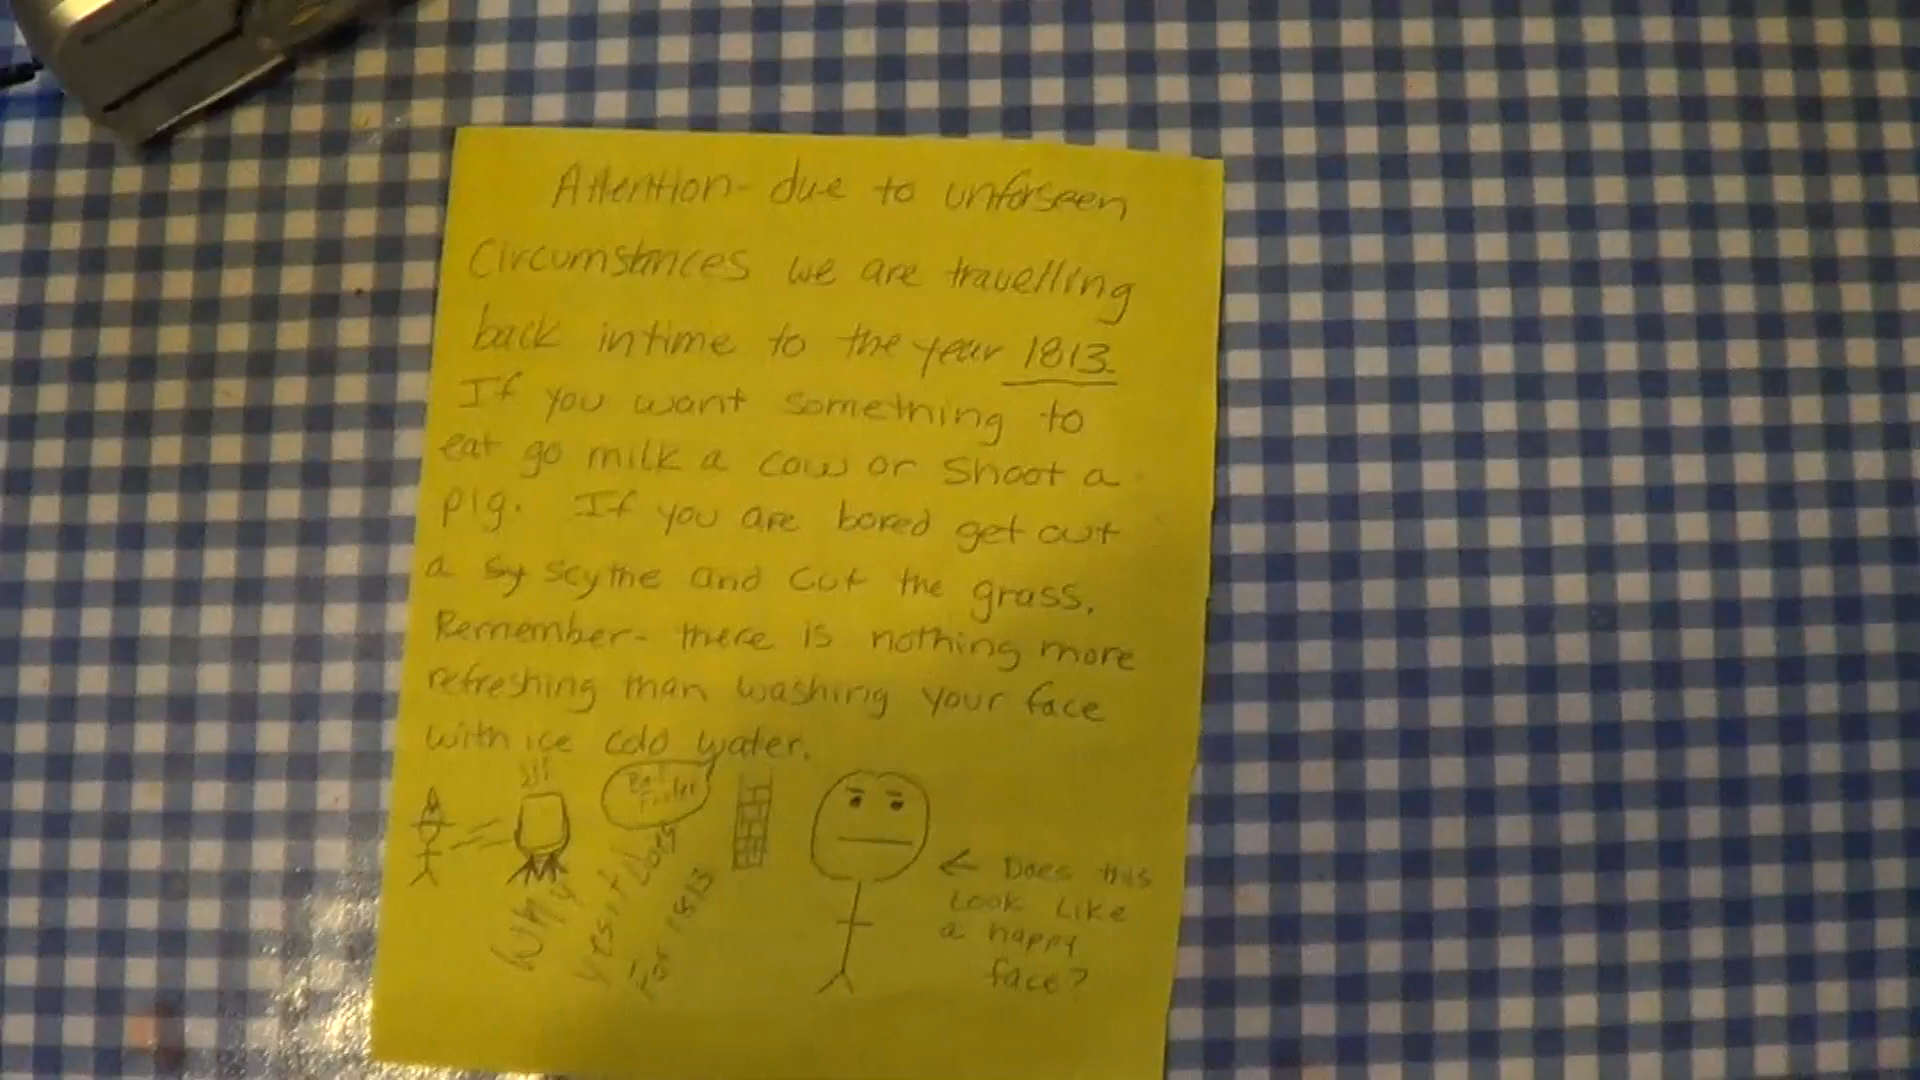 Attention- due to unforseen
Circumstances we are travelling
back in time to the year 1813.
If you want something to
eat go milk a cow or shoot a
pig. If you are bored get out
a sy scythe and cut the grass.
Remember- there is nothing more
refreshing than washing your face
with ice cold water.
Why
yes it Does
for 1813
← Does this
Look Like
a happy
face?